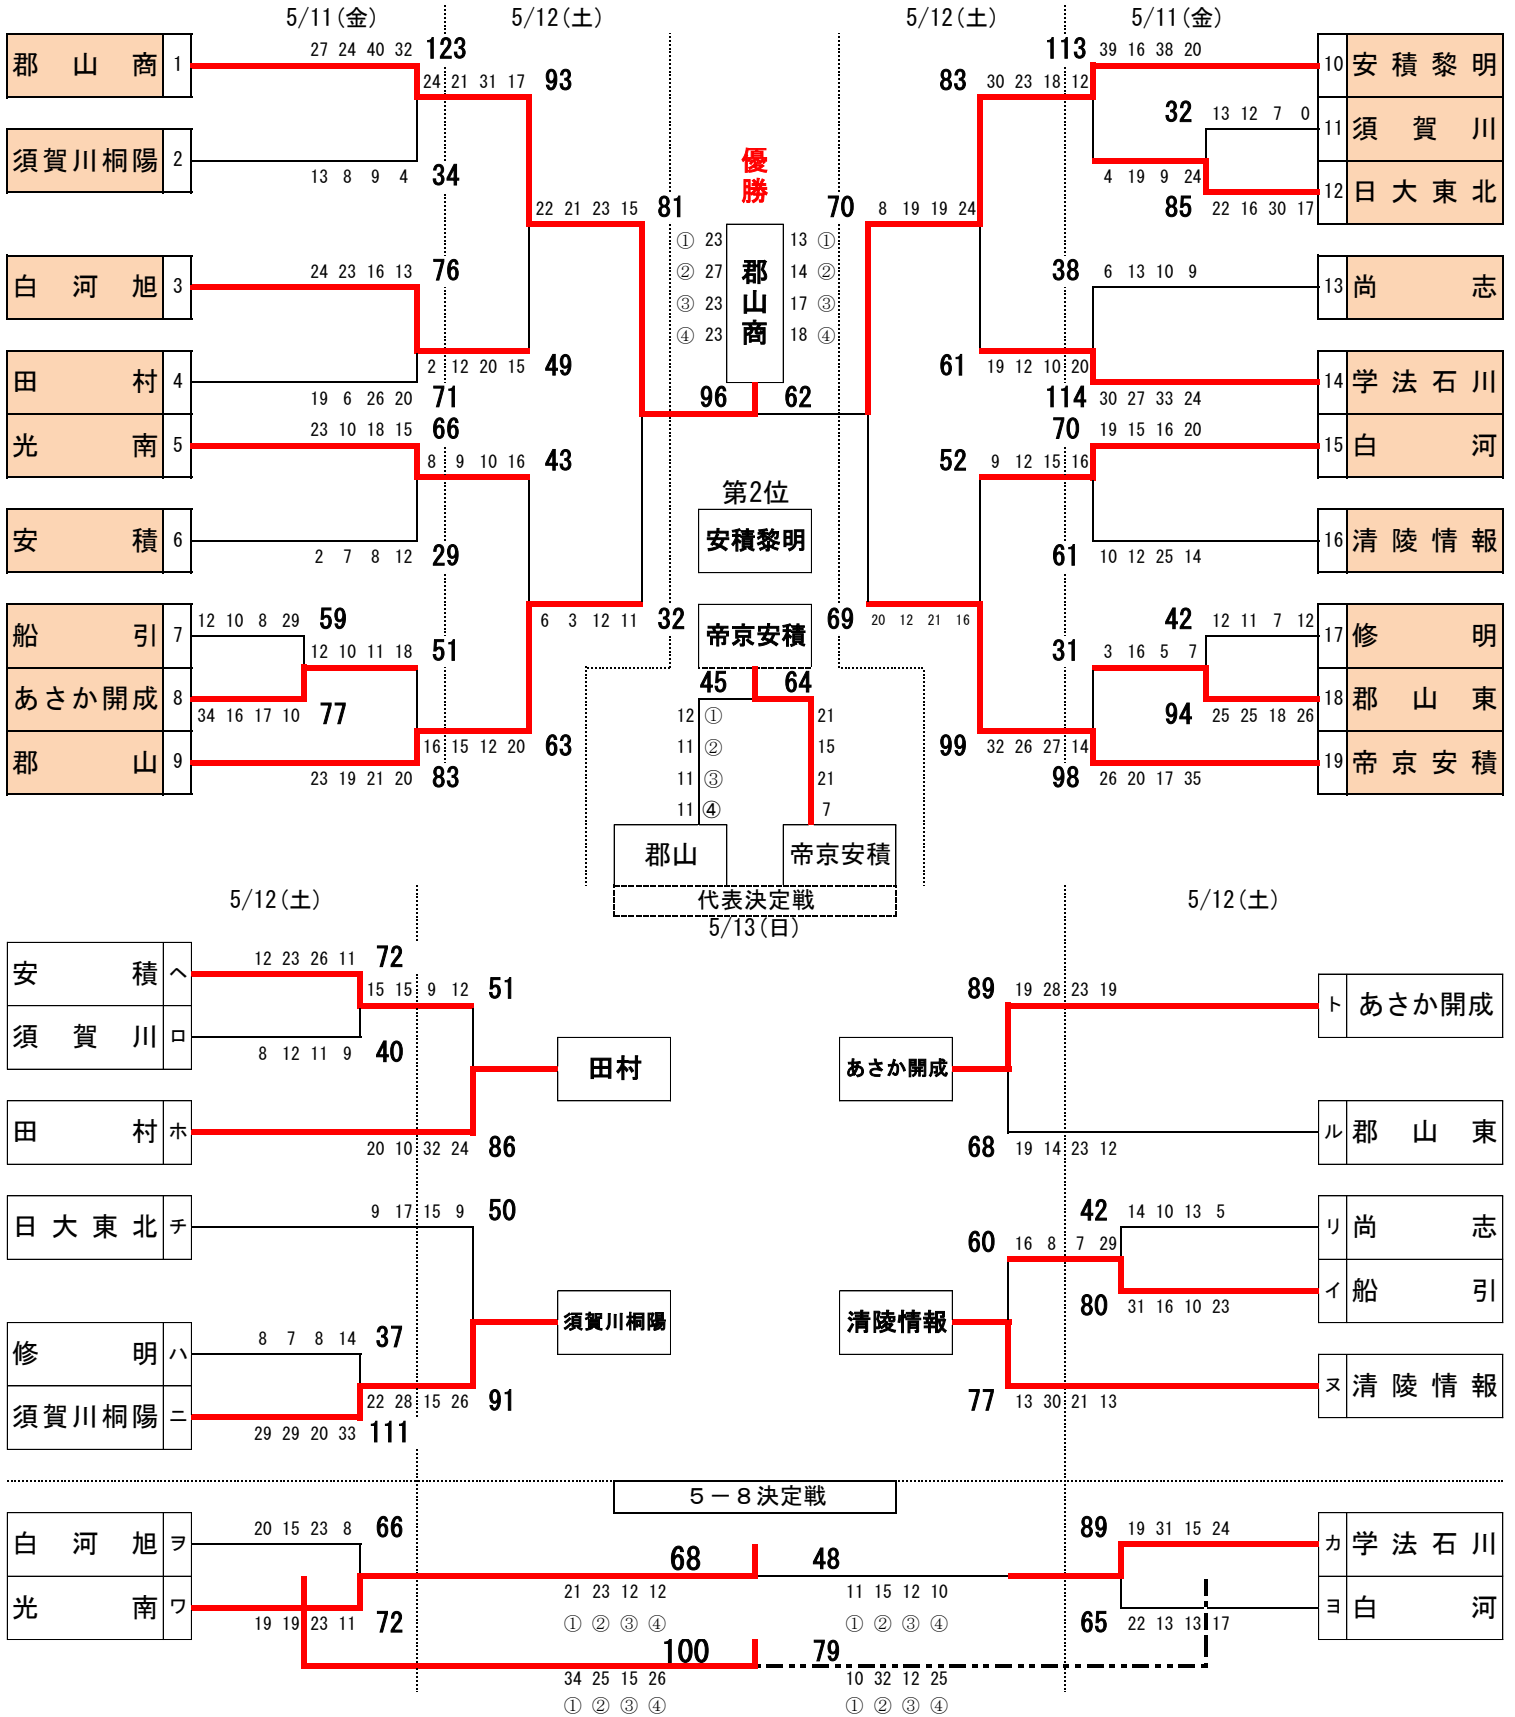 5/11(金) 5/12(土) 5/12(土) 5/11(金)
27 24 40 32 123 113 39 16 38 20
郡山商 1 10 安積黎明
24 21 31 17 93 83 30 23 18 12
32 13 12 7 0
11 須賀川
須賀川桐陽 2
13 8 9 4 34 4 19 9 24
優勝
12 日大東北
85 22 16 30 17
22 21 23 15 81 70 8 19 19 24
① 23 13 ①
② 27 14 ②
③ 23 17 ③
④ 23 18 ④
郡山商
24 23 16 13 76 38 6 13 10 9
白河旭 3 13 尚志
2 12 20 15 49 61 19 12 10 20
田村 4 14 学法石川
19 6 26 20 71 96 62 114 30 27 33 24
23 10 18 15 66 70 19 15 16 20
光南 5 15 白河
8 9 10 16 43 52 9 12 15 16
第2位
安積黎明
安積 6 16 清陵情報
2 7 8 12 29 61 10 12 25 14
12 10 8 29 59 6 3 12 11 32 69 20 12 21 16 42 12 11 7 12
船引 7 帝京安積 17 修明
12 10 11 18 51 31 3 16 5 7
45 64
あさか開成 8 18 郡山東
34 16 17 10 77 94 25 25 18 26
12 ① 21
11 ② 15
16 15 12 20 63 99 32 26 27 14
郡山 9 19 帝京安積
23 19 21 20 83 98 26 20 17 35
11 ③ 21
11 ④ 7
郡山 帝京安積
代表決定戦
5/13(日)
5/12(土) 5/12(土)
12 23 26 11 72
安積 ヘ
15 15 9 12 51 89 19 28 23 19
ト あさか開成
須賀川 ロ
8 12 11 9 40
田村 あさか開成
田村 ホ ル 郡山東
20 10 32 24 86 68 19 14 23 12
9 17 15 9 50 42 14 10 13 5
日大東北 チ リ 尚志
60 16 8 7 29
イ 船引
80 31 16 10 23
須賀川桐陽 清陵情報
8 7 8 14 37
修明 ハ
ヌ 清陵情報
22 28 15 26 91 77 13 30 21 13
須賀川桐陽 ニ
29 29 20 33 111
5－8決定戦
20 15 23 8 66 89 19 31 15 24
白河旭 ヲ カ 学法石川
68 48
21 23 12 12 11 15 12 10
光南 ワ ヨ 白河
19 19 23 11 72 65 22 13 13 17
① ② ③ ④ ① ② ③ ④
100 79
34 25 15 26 10 32 12 25
① ② ③ ④ ① ② ③ ④